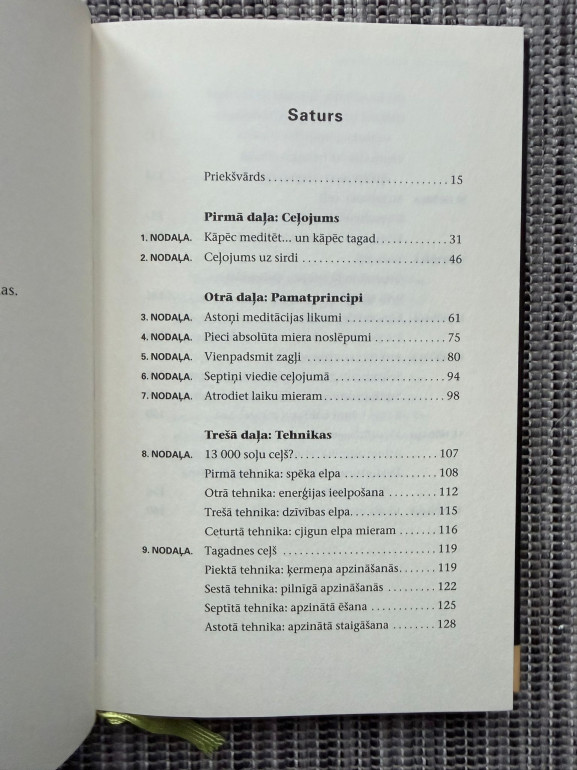 as.
Saturs
Priekšvārds.............................. 15
Pirmā daļa: Ceļojums
1. NODAĻA. Kāpēc meditēt... un kāpēc tagad............ 31
2. NODAĻA. Ceļojums uz sirdi ........................ 46
Otrā daļa: Pamatprincipi
3. NODAĻA. Astoņi meditācijas likumi ................. 61
4. NODAĻA. Pieci absolūta miera noslēpumi ............ 75
5. NODAĻA. Vienpadsmit zagļi ........................ 80
6. NODAĻA. Septiņi viedie ceļojumā ................... 94
7. NODAĻA. Atrodiet laiku mieram.................... 98
Trešā daļa: Tehnikas
8. NODAĻA. 13 000 soļu ceļš?........................ 107
Pirmā tehnika: spēka elpa ................ 108
Otrā tehnika: enerģijas ieelpošana ......... 112
Trešā tehnika: dzīvības elpa............... 115
Ceturtā tehnika: cjigun elpa mieram ....... 116
9. NODAĻA. Tagadnes ceļš .......................... 119
Piektā tehnika: ķermeņa apzināšanās....... 119
Sestā tehnika: pilnīgā apzināšanās ......... 122
Septītā tehnika: apzinātā ēšana ............ 125
Astotā tehnika: apzinātā staigāšana ........ 128